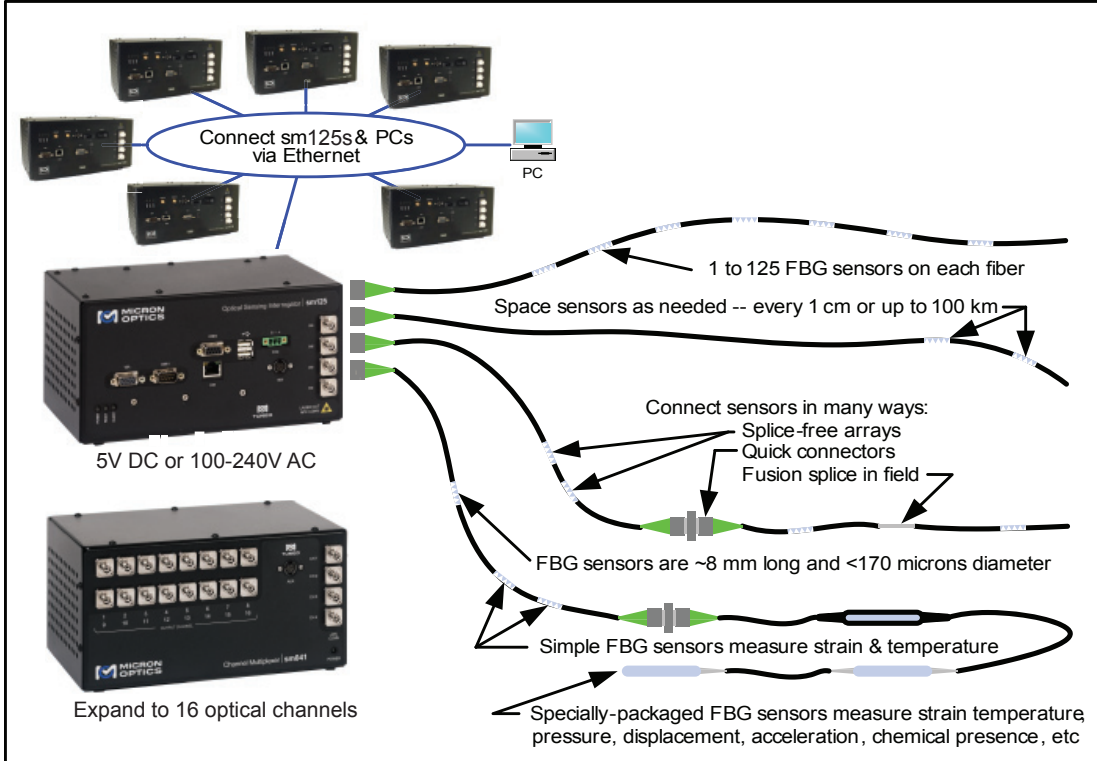 Connect sm125s & PCs
via Ethernet
PC
MICRON
OPTICS
Optical Sensing Interrogator | sm125
5V DC or 100-240V AC
1 to 125 FBG sensors on each fiber
Space sensors as needed -- every 1 cm or up to 100 km
Connect sensors in many ways:
Splice-free arrays
Quick connectors
Fusion splice in field
FBG sensors are ~8 mm long and <170 microns diameter
Simple FBG sensors measure strain & temperature
Specially-packaged FBG sensors measure strain temperature,
pressure, displacement, acceleration, chemical presence, etc
MICRON
OPTICS
Channel Multiplexer | sm041
Expand to 16 optical channels